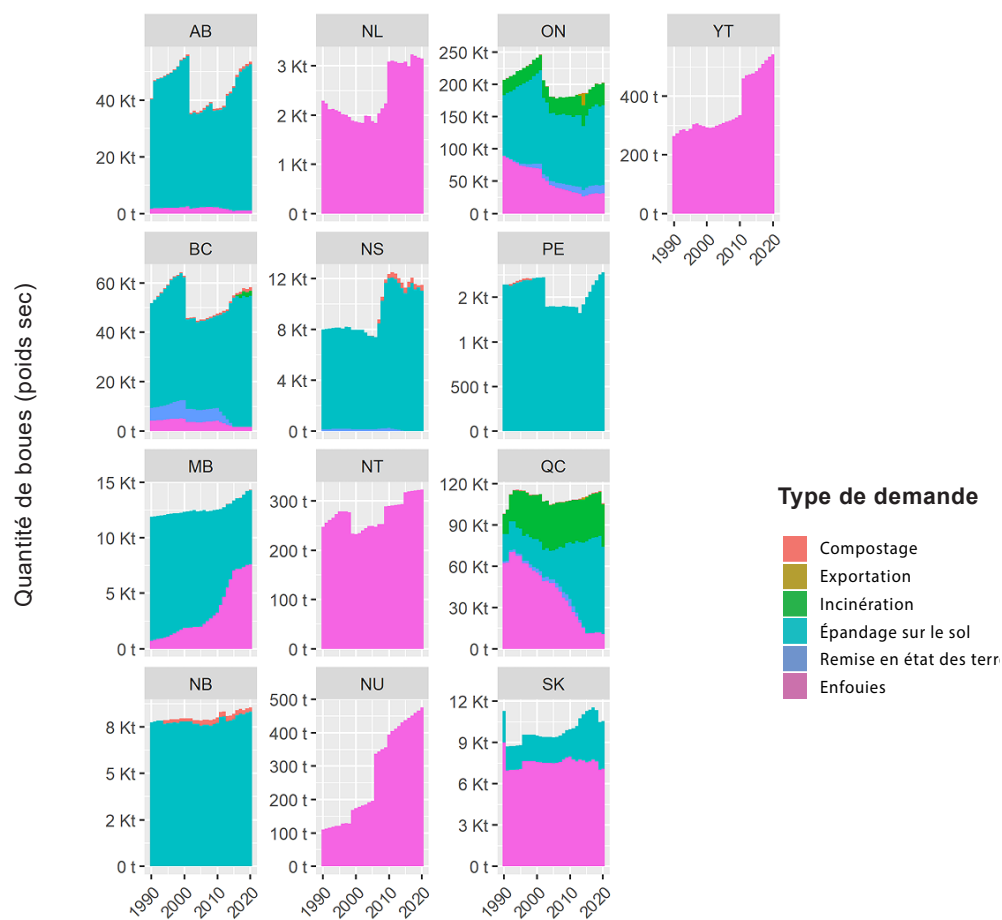 AB
NL
ON
YT
40 Kt
20 Kt
0 t
3 Kt
2 Kt
1 Kt
0 t
250 Kt
200 Kt
150 Kt
100 Kt
50 Kt
0 t
400 t
200 t
0 t
1990
2000
2010
2020
BC
NS
PE
60 Kt
40 Kt
20 Kt
0 t
12 Kt
8 Kt
4 Kt
0 t
2 Kt
1 Kt
500 t
0 t
Quantité de boues (poids sec)
MB
NT
QC
15 Kt
10 Kt
5 Kt
0 t
300 t
200 t
100 t
0 t
120 Kt
90 Kt
60 Kt
30 Kt
0 t
Type de demande
Compostage
Exportation
Incinération
Épandage sur le sol
Remise en état des terre
Enfouies
NB
NU
SK
8 Kt
5 Kt
2 Kt
0 t
500 t
400 t
300 t
200 t
100 t
0 t
12 Kt
9 Kt
6 Kt
3 Kt
0 t
1990
2000
2010
2020
1990
2000
2010
2020
1990
2000
2010
2020